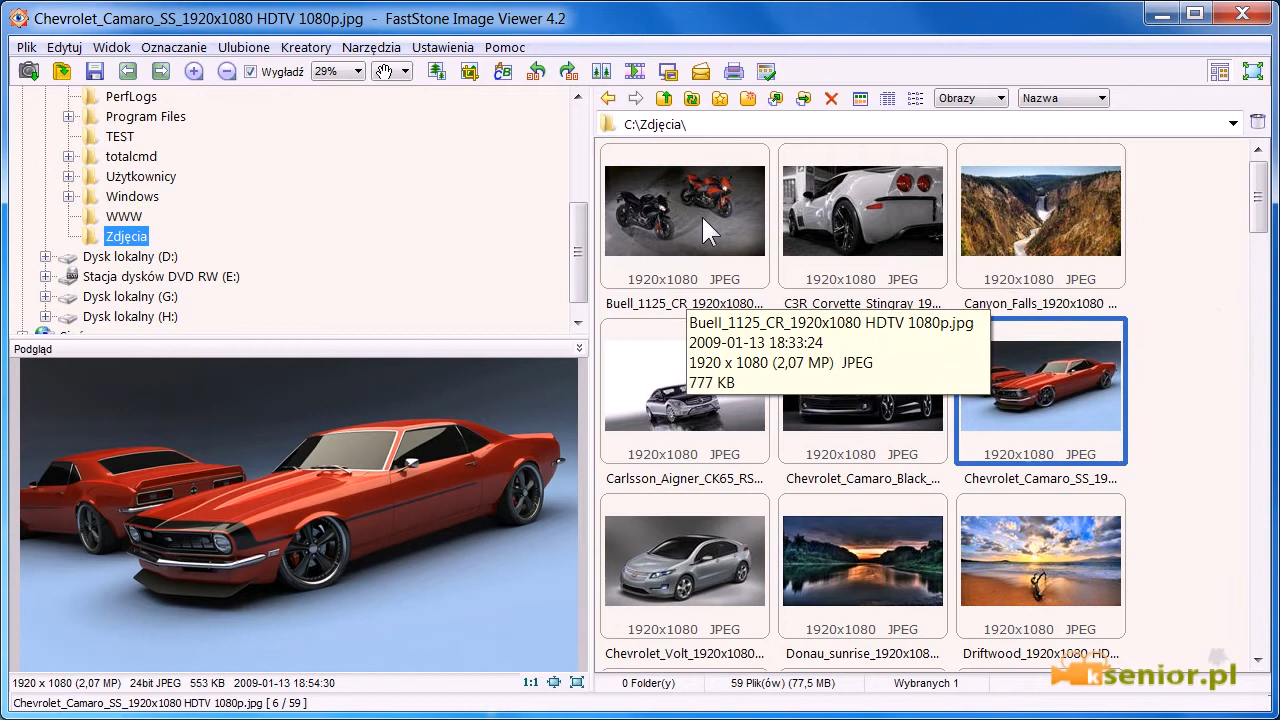 Chevrolet_Camaro_SS_1920x1080 HDTV 1080p.jpg - FastStone Image Viewer 4.2
Plik Edytuj Widok Oznaczanie Ulubione Kreatory Narzędzia Ustawienia Pomoc
Wygładź 29%
PerfLogs
Program Files
TEST
totalcmd
Użytkownicy
Windows
WWW
Zdjęcia
Dysk lokalny (D:)
Stacja dysków DVD RW (E:)
Dysk lokalny (G:)
Dysk lokalny (H:)
Podgląd
1920 x 1080 (2,07 MP) 24bit JPEG 553 KB 2009-01-13 18:54:30 1:1
Obrazy Nazwa
C:\Zdjęcia\
1920x1080 JPEG 1920x1080 JPEG 1920x1080 JPEG
Buell_1125_CR_1920x1080... C3R_Corvette_Stingray_19... Canyon_Falls_1920x1080 ...
Buell_1125_CR_1920x1080 HDTV 1080p.jpg
2009-01-13 18:33:24
1920 x 1080 (2,07 MP) JPEG
777 KB
1920x1080 JPEG 1920x1080 JPEG 1920x1080 JPEG
Carlsson_Aigner_CK65_RS... Chevrolet_Camaro_Black_... Chevrolet_Camaro_SS_19...
1920x1080 JPEG 1920x1080 JPEG 1920x1080 JPEG
Chevrolet_Volt_1920x1080... Donau_sunrise_1920x108... Driftwood_1920x1080 HD...
ksenior.pl
0 Folder(y) 59 Plik(ów) (77,5 MB) Wybranych 1
Chevrolet_Camaro_SS_1920x1080 HDTV 1080p.jpg [ 6 / 59 ]